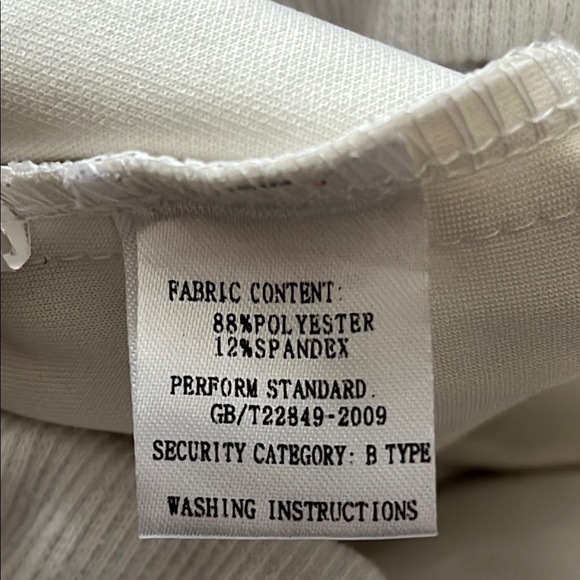 FABRIC CONTENT:
88%POLYESTER
12%SPANDEX
PERFORM STANDARD.
GB/T22849-2009
SECURITY CATEGORY: B TYPE
WASHING INSTRUCTIONS